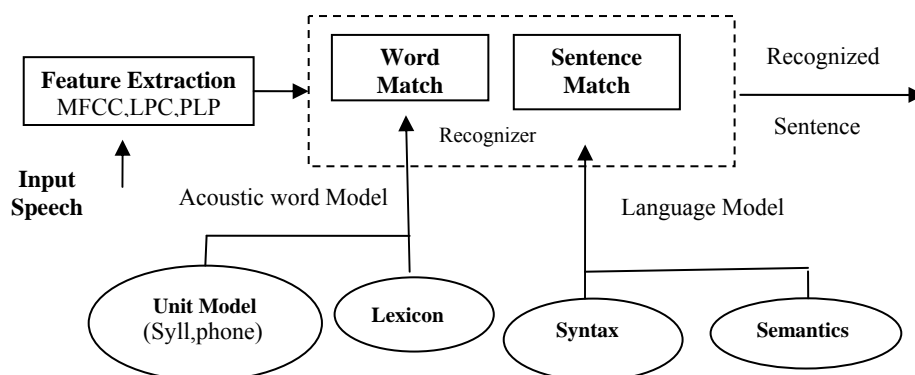 Feature Extraction
MFCC,LPC,PLP
Input
Speech
Word
Match
Sentence
Match
Recognizer
Recognized
Sentence
Acoustic word Model
Language Model
Unit Model
(Syll,phone)
Lexicon
Syntax
Semantics